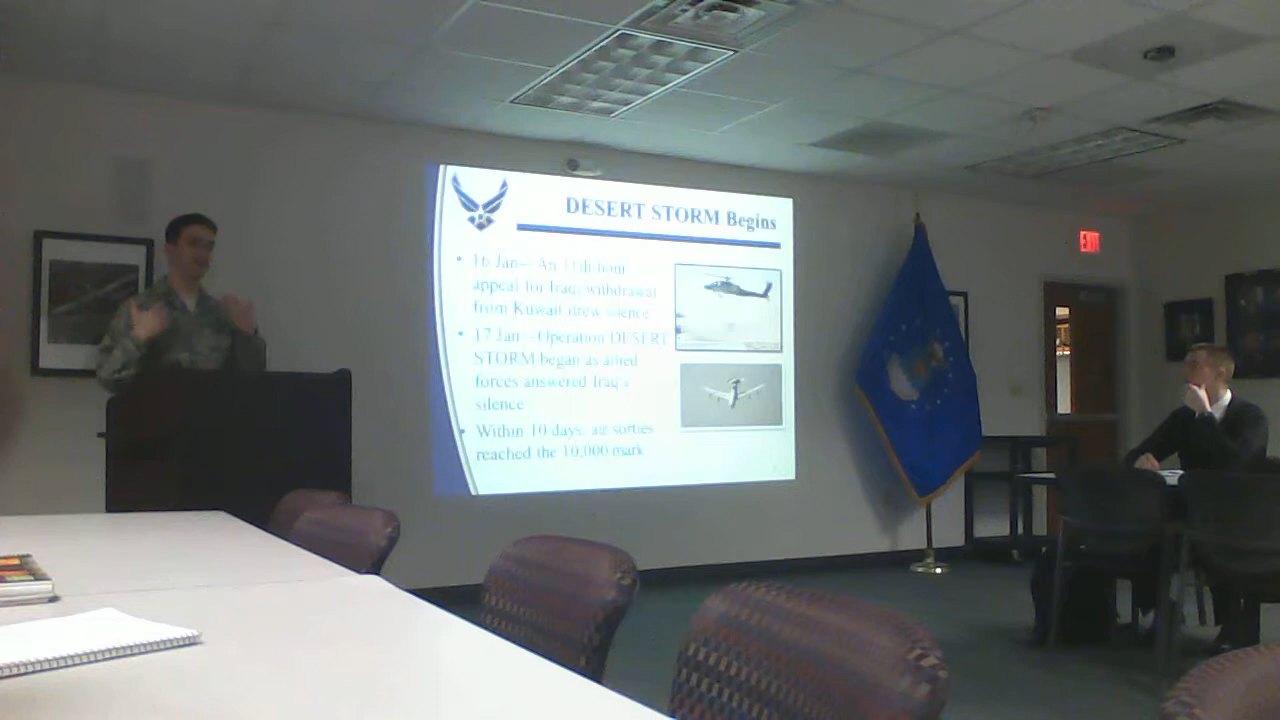 DESERT STORM Begins
• 16 Jan—An 11th hour
appeal for Iraqi withdrawal
from Kuwait drew silence
• 17 Jan—Operation DESERT
STORM began as allied
forces answered Iraq's
silence
• Within 10 days, air sorties
reached the 10,000 mark
EXIT